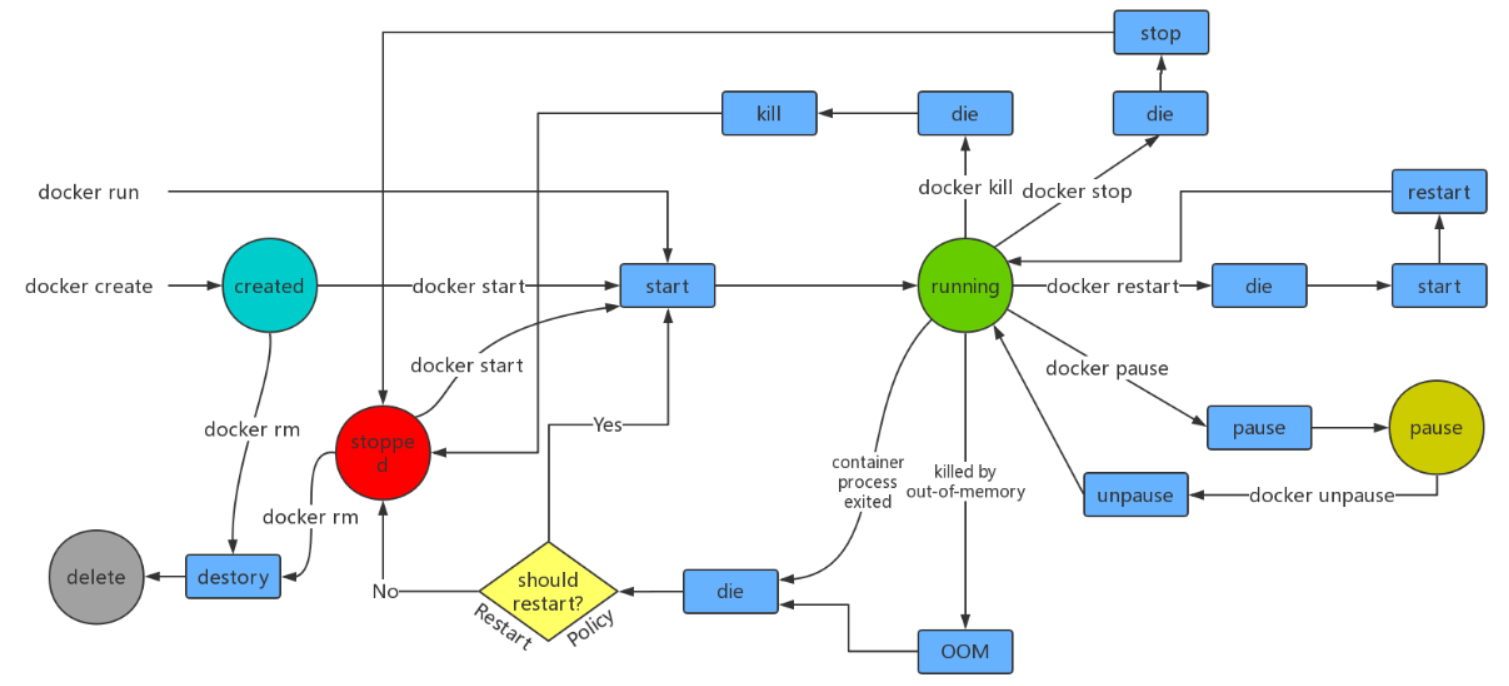 stop
kill
die
die
docker run
docker kill
docker stop
restart
docker create
created
docker start
start
running
docker restart
die
start
docker start
docker pause
docker rm
Yes
stoppe
d
pause
pause
container
process
exited
killed by
out-of-memory
unpause
docker unpause
docker rm
delete
destory
No
should
restart?
Restart
Policy
die
OOM